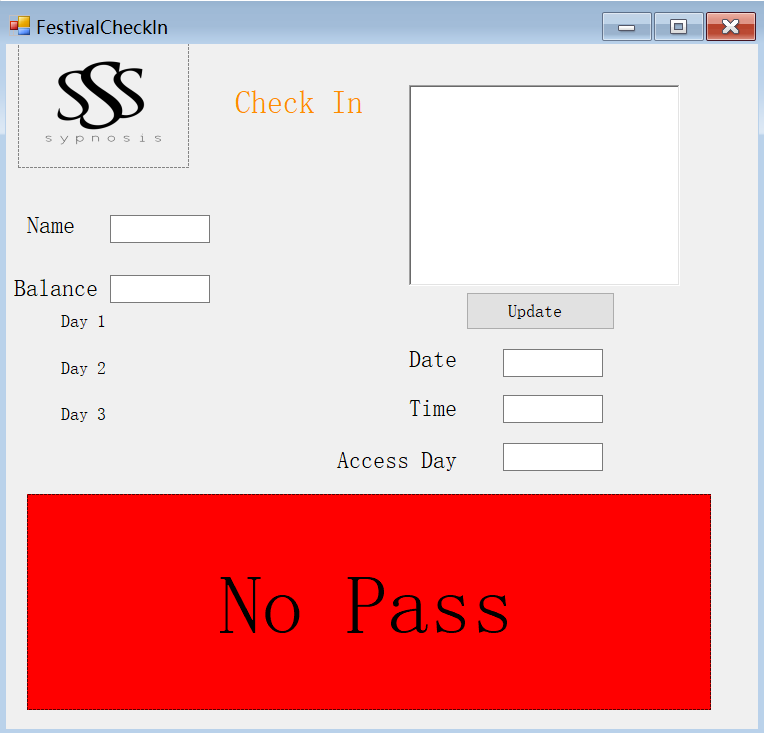 FestivalCheckIn
SSS
sypnosis
Check In
Name
Balance
Day 1
Day 2
Day 3
Update
Date
Time
Access Day
No Pass